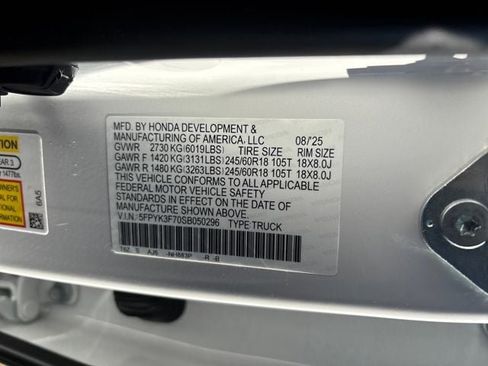 MFD. BY HONDA DEVELOPMENT &
MANUFACTURING OF AMERICA, LLC 08/'25
GVWR 2730 KG(6019LBS) TIRE SIZE RIM SIZE
GAWR F 1420 KG(3131LBS) 245/60R18 105T 18X8.0J
GAWR R 1480 KG(3263LBS) 245/60R18 105T 18X8.0J
THIS VEHICLE CONFORMS TO ALL APPLICABLE
FEDERAL MOTOR VEHICLE SAFETY
STANDARDS IN EFFECT ON THE DATE OF
MANUFACTURE SHOWN ABOVE.
V.I.N.: 5FPYK3F70SB050296 TYPE TRUCK
-R -B
6A5